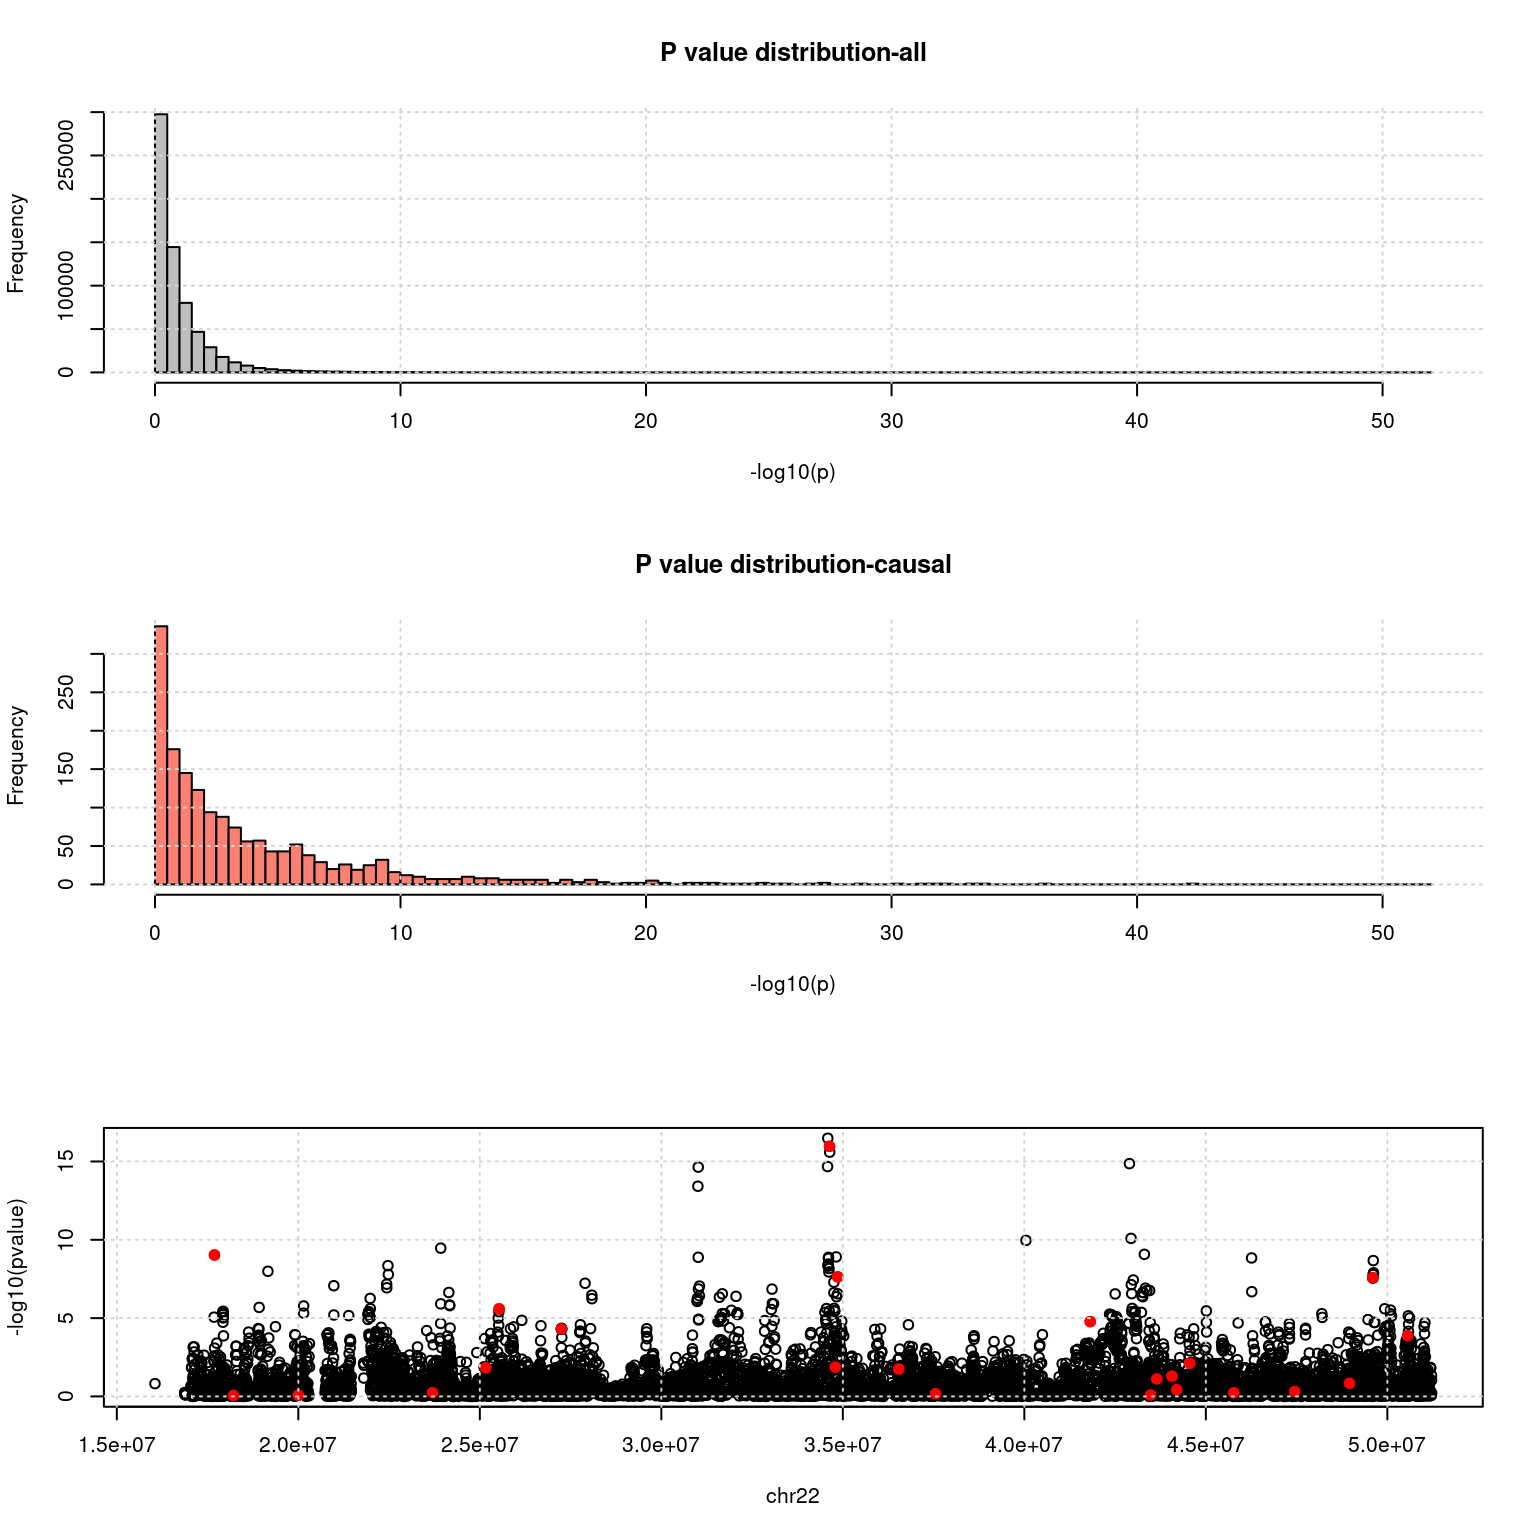 P value distribution-all
Frequency
250000
100000
0
0 10 20 30 40 50
-log10(p)
P value distribution-causal
Frequency
250
150
50
0
0 10 20 30 40 50
-log10(p)
-log10(pvalue)
15
10
5
0
1.5e+07 2.0e+07 2.5e+07 3.0e+07 3.5e+07 4.0e+07 4.5e+07 5.0e+07
chr22